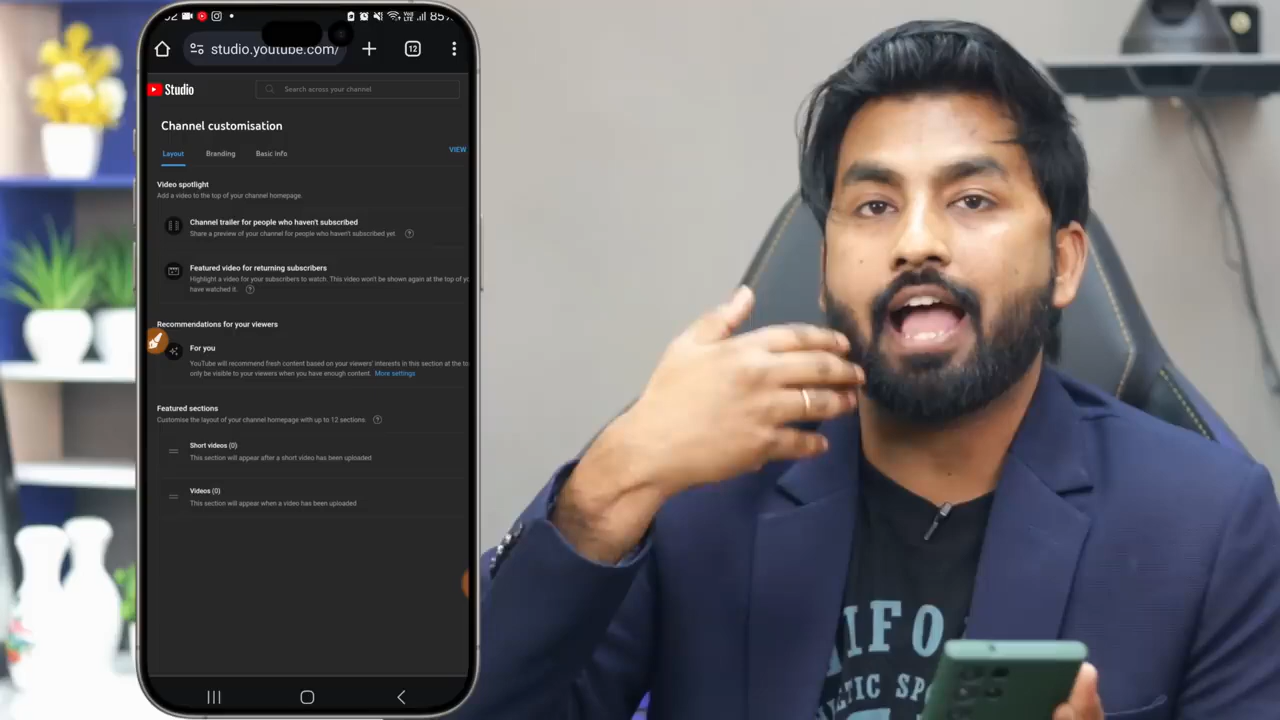 85%
studio.youtube.com/
12
Studio
Search across your channel
Channel customisation
Layout
Branding
Basic info
VIEW
Video spotlight
Add a video to the top of your channel homepage
Channel trailer for people who haven't subscribed
Share a preview of your channel for people who haven't subscribed yet
Featured video for returning subscribers
Highlight a video for your subscribers to watch. This video won't be shown again at the top of
have watched it.
Recommendations for your viewers
For you
YouTube will recommend fresh content based on your viewers' interests in this section at the
only be visible to your viewers when you have enough content. More settings
Featured sections
Customise the layout of your channel homepage with up to 12 sections
Short videos (0)
This section will appear after a short video has been uploaded
Videos (0)
This section will appear when a video has been uploaded